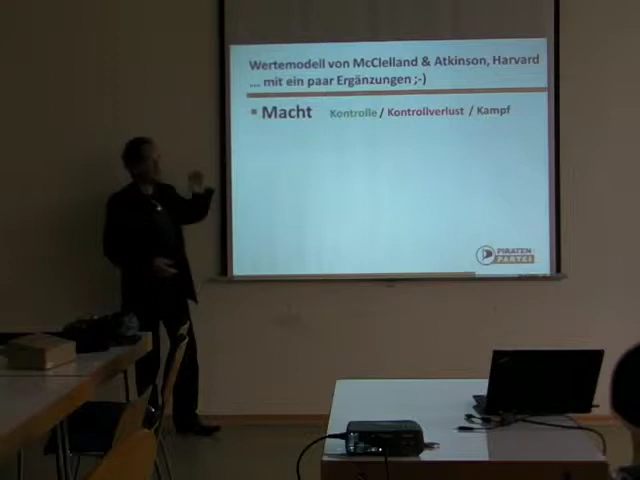 Wertemodell von McClelland & Atkinson, Harvard
... mit ein paar Ergänzungen ;-)
▪ Macht Kontrolle / Kontrollverlust / Kampf
PIRATEN
PARTEI